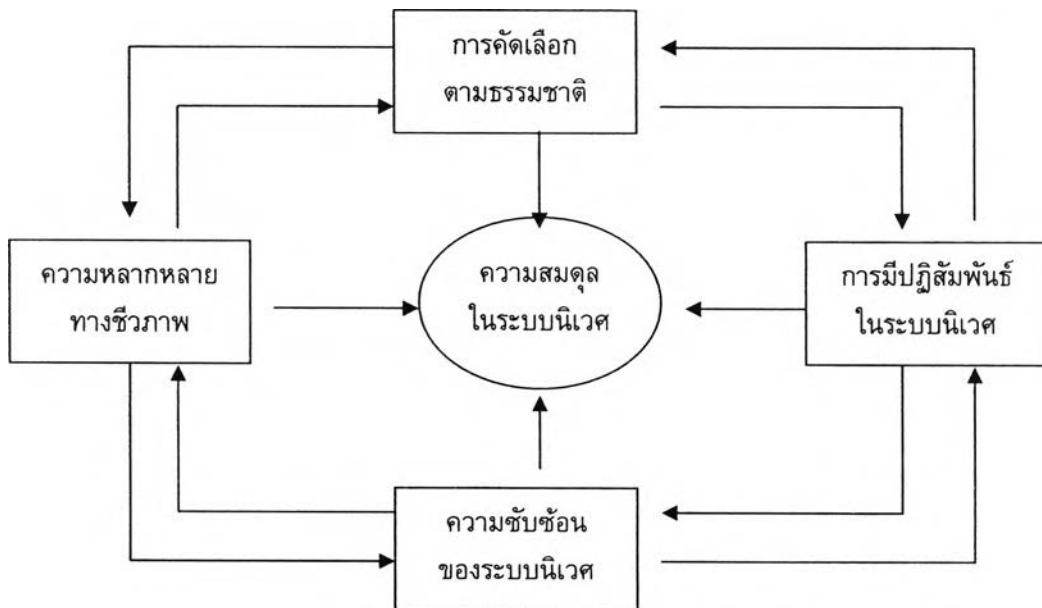 การคัดเลือก
ตามธรรมชาติ
ความหลากหลาย
ทางชีวภาพ
ความสมดุล
ในระบบนิเวศ
การมีปฏิสัมพันธ์
ในระบบนิเวศ
ความซับซ้อน
ของระบบนิเวศ